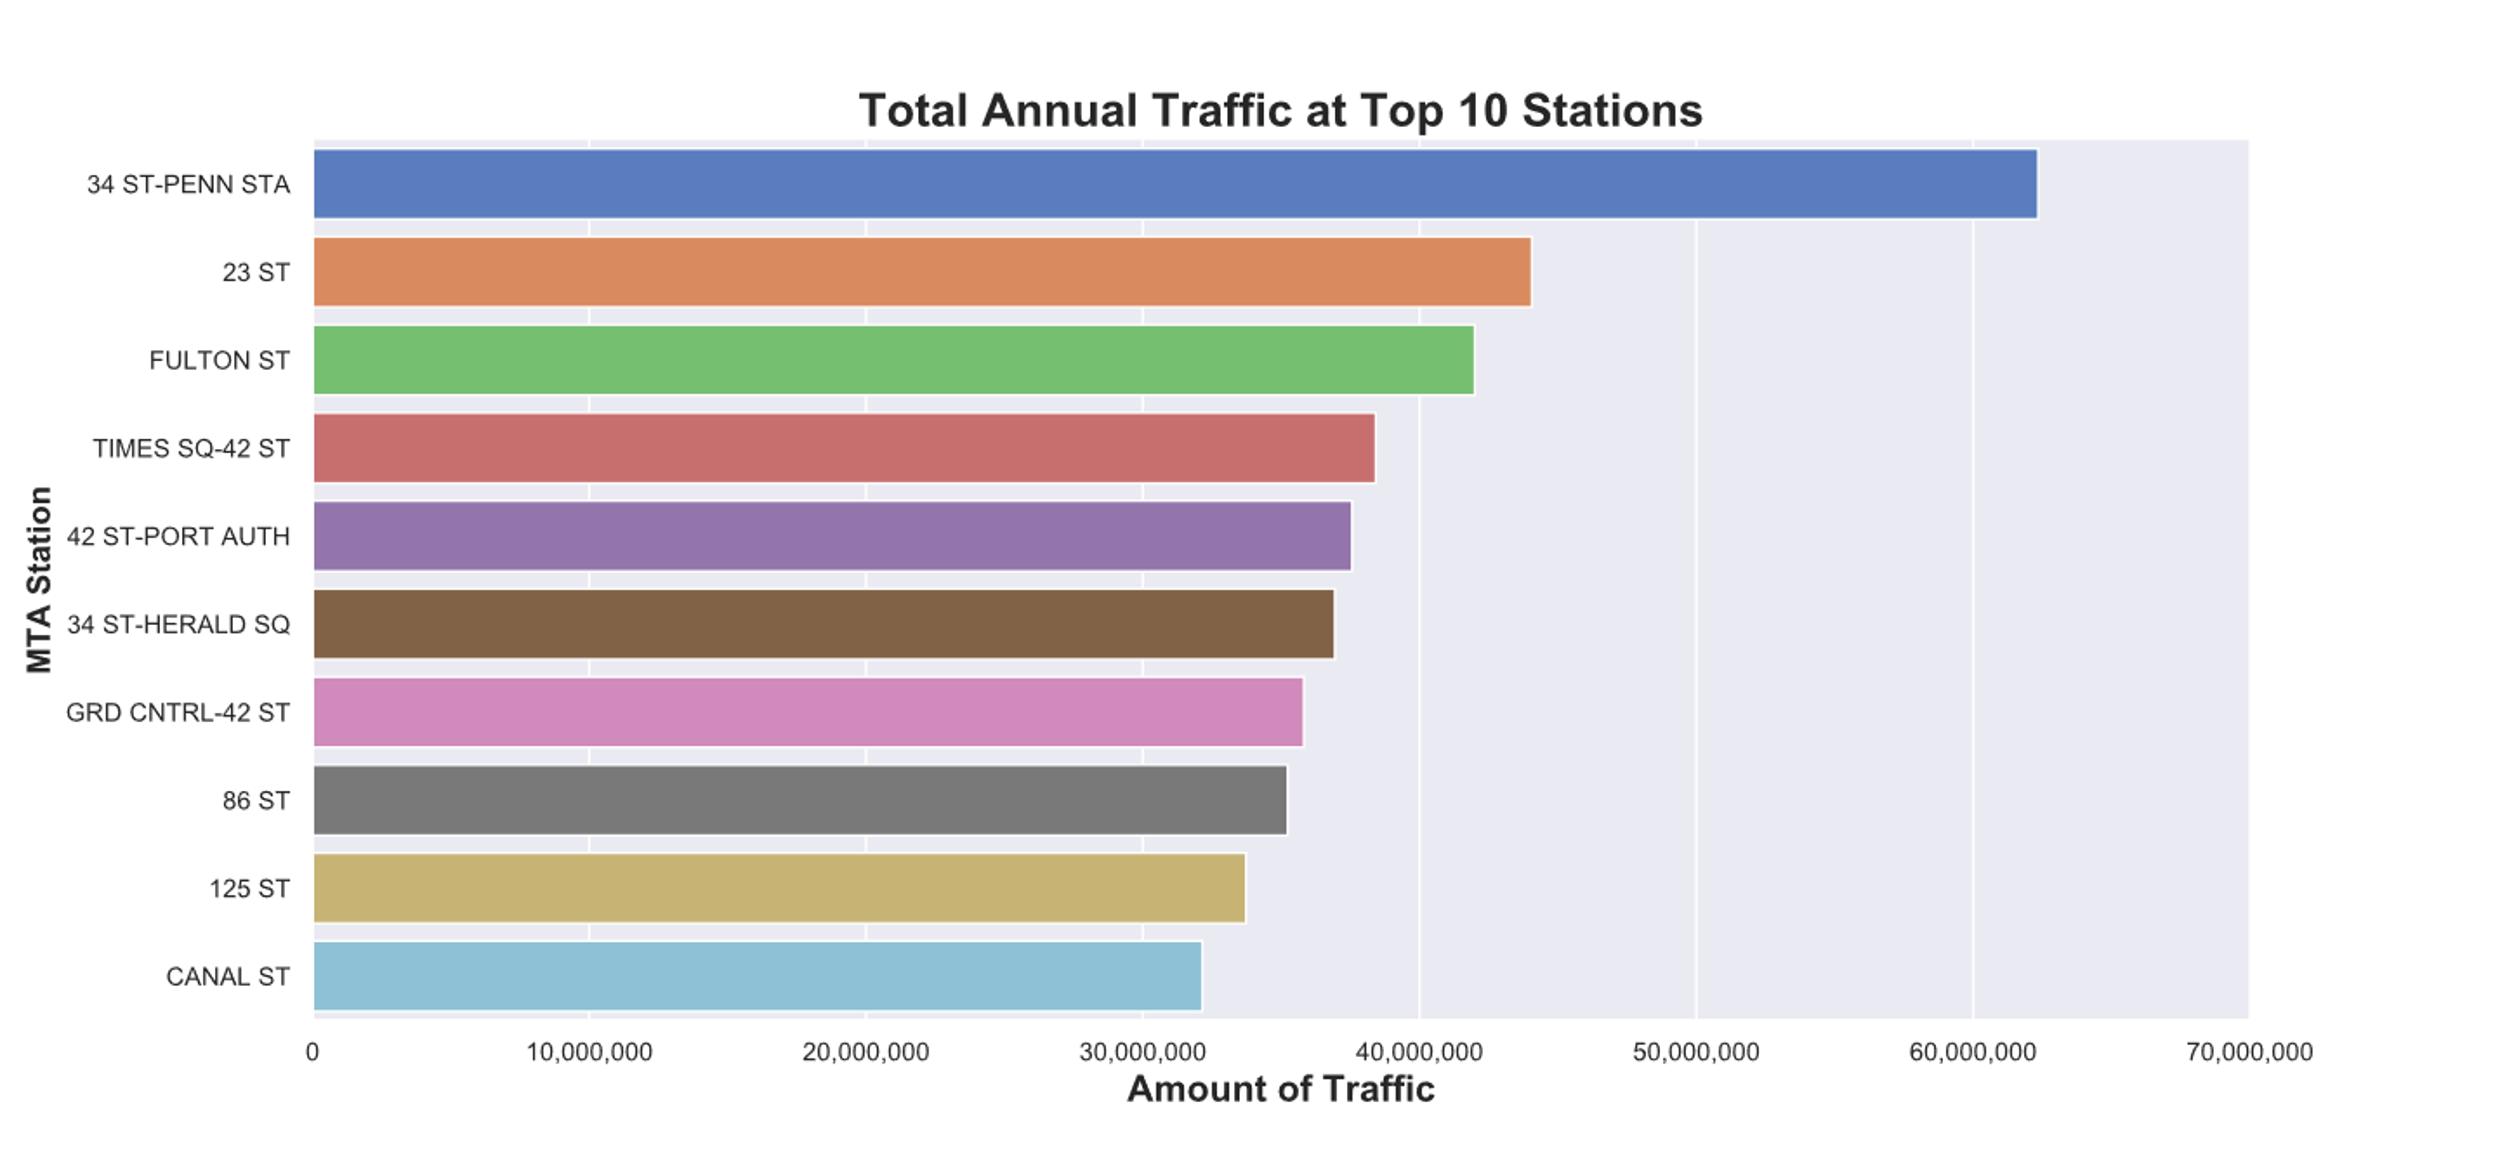 Total Annual Traffic at Top 10 Stations
34 ST-PENN STA
23 ST
FULTON ST
TIMES SQ-42 ST
42 ST-PORT AUTH
34 ST-HERALD SQ
GRD CNTRL-42 ST
86 ST
125 ST
CANAL ST
MTA Station
0 10,000,000 20,000,000 30,000,000 40,000,000 50,000,000 60,000,000 70,000,000
Amount of Traffic